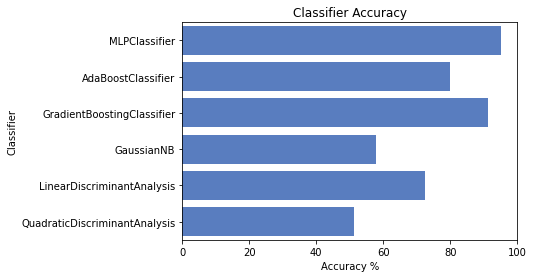 Classifier Accuracy
Classifier
MLPClassifier
AdaBoostClassifier
GradientBoostingClassifier
GaussianNB
LinearDiscriminantAnalysis
QuadraticDiscriminantAnalysis
0 20 40 60 80 100
Accuracy %